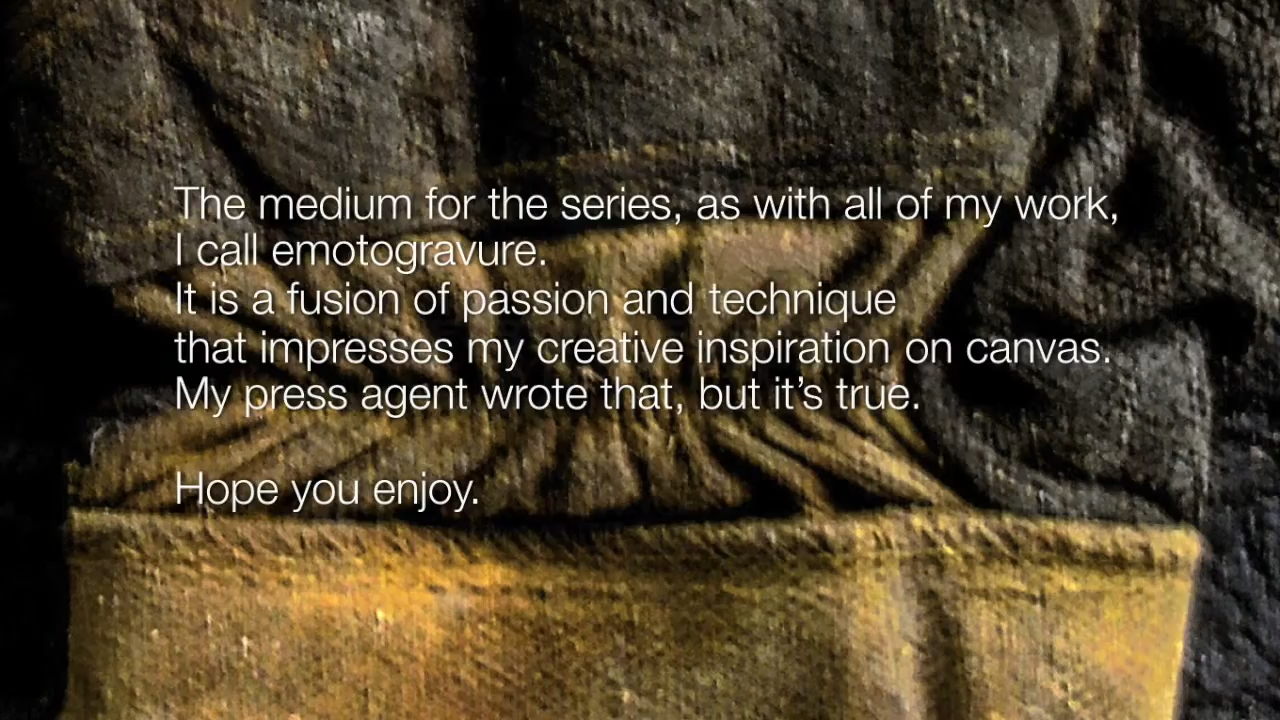 The medium for the series, as with all of my work,
I call emotogravure.
It is a fusion of passion and technique
that impresses my creative inspiration on canvas.
My press agent wrote that, but it’s true.
Hope you enjoy.